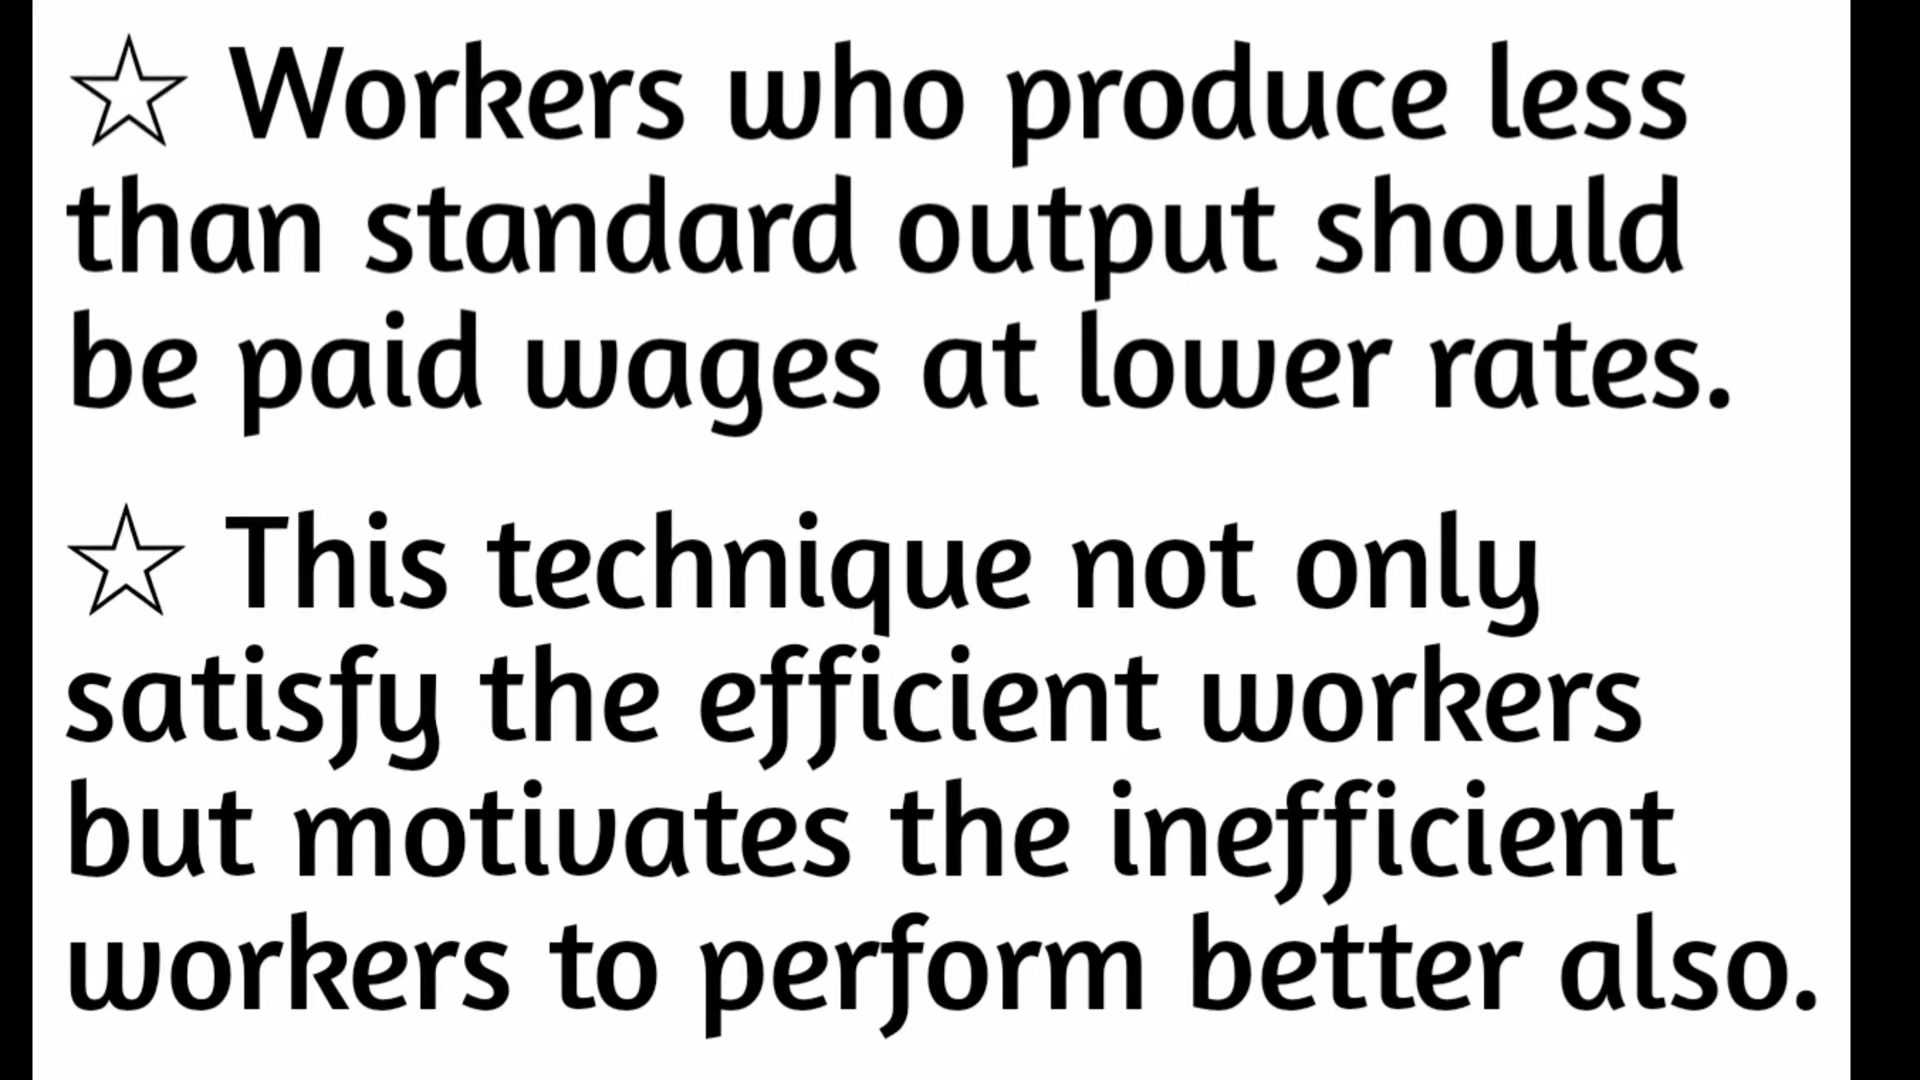 ☆ Workers who produce less
than standard output should
be paid wages at lower rates.
☆ This technique not only
satisfy the efficient workers
but motivates the inefficient
workers to perform better also.